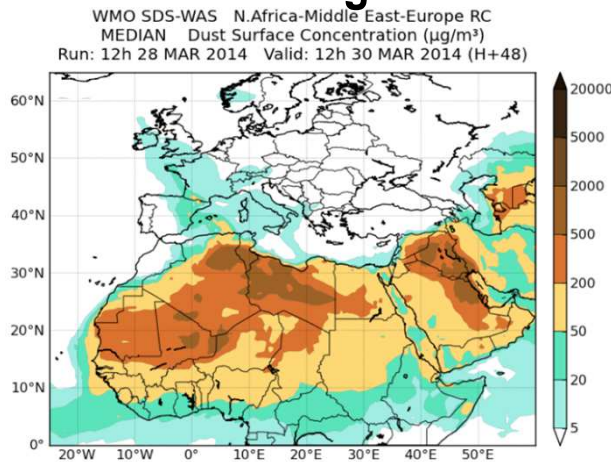 WMO SDS-WAS N.Africa-Middle East-Europe RC
MEDIAN Dust Surface Concentration (µg/m³)
Run: 12h 28 MAR 2014 Valid: 12h 30 MAR 2014 (H+48)
60°N
50°N
40°N
30°N
20°N
10°N
0°
20°W
10°W
0°
10°E
20°E
30°E
40°E
50°E
20000
5000
2000
500
200
50
20
5